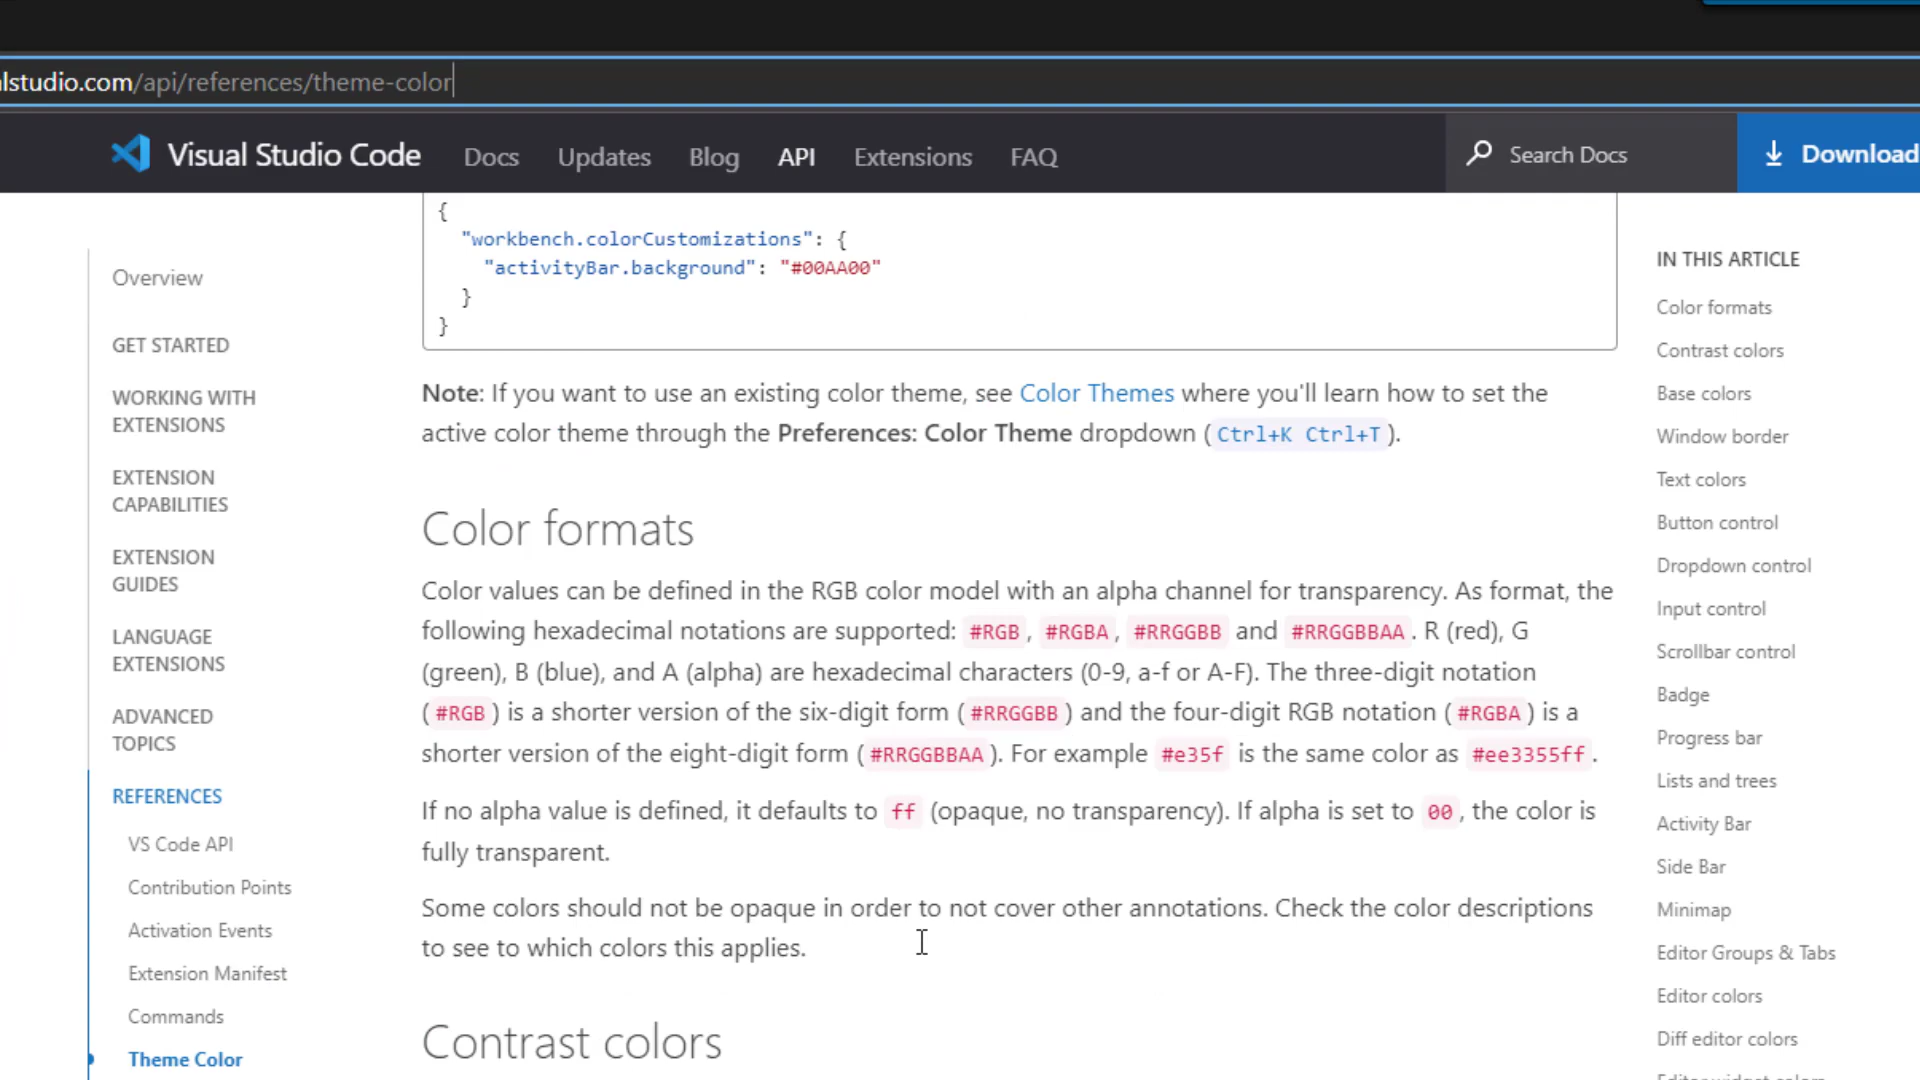 lstudio.com/api/references/theme-color
Visual Studio Code Docs Updates Blog API Extensions FAQ Search Docs Download
{
"workbench.colorCustomizations": {
"activityBar.background": "#00AA00"
}
}
Note: If you want to use an existing color theme, see Color Themes where you'll learn how to set the
active color theme through the Preferences: Color Theme dropdown ( Ctrl+K Ctrl+T ).
Color formats
Color values can be defined in the RGB color model with an alpha channel for transparency. As format, the
following hexadecimal notations are supported: #RGB , #RGBA , #RRGGBB and #RRGGBBAA . R (red), G
(green), B (blue), and A (alpha) are hexadecimal characters (0-9, a-f or A-F). The three-digit notation
( #RGB ) is a shorter version of the six-digit form ( #RRGGBB ) and the four-digit RGB notation ( #RGBA ) is a
shorter version of the eight-digit form ( #RRGGBBAA ). For example #e35f is the same color as #ee3355ff .
If no alpha value is defined, it defaults to ff (opaque, no transparency). If alpha is set to 00 , the color is
fully transparent.
Some colors should not be opaque in order to not cover other annotations. Check the color descriptions
to see to which colors this applies.
Contrast colors
Overview
GET STARTED
WORKING WITH
EXTENSIONS
EXTENSION
CAPABILITIES
EXTENSION
GUIDES
LANGUAGE
EXTENSIONS
ADVANCED
TOPICS
REFERENCES
VS Code API
Contribution Points
Activation Events
Extension Manifest
Commands
Theme Color
IN THIS ARTICLE
Color formats
Contrast colors
Base colors
Window border
Text colors
Button control
Dropdown control
Input control
Scrollbar control
Badge
Progress bar
Lists and trees
Activity Bar
Side Bar
Minimap
Editor Groups & Tabs
Editor colors
Diff editor colors